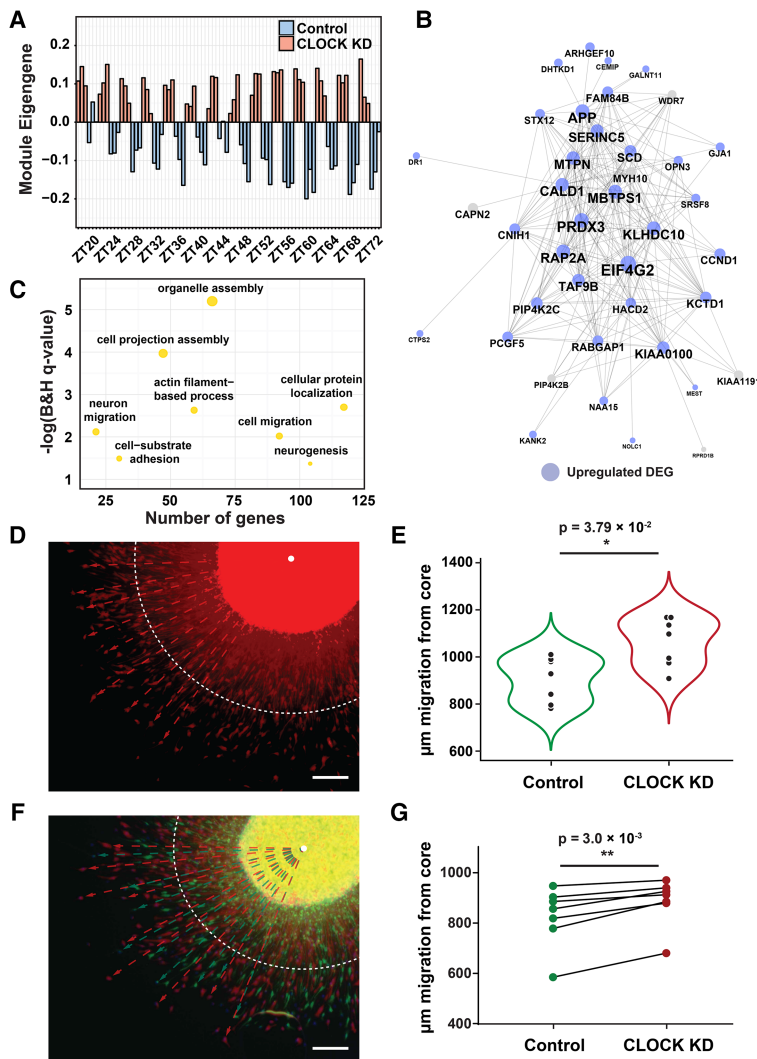 A
Control
CLOCK KD
Module Eigengene
0.2
0.1
0.0
−0.1
−0.2
ZT20
ZT24
ZT28
ZT32
ZT36
ZT40
ZT44
ZT48
ZT52
ZT56
ZT60
ZT64
ZT68
ZT72
B
ARHGEF10
DHTKD1
CEMIP
GALNT11
FAM84B
WDR7
STX12
APP
SERINC5
GJA1
DR1
MTPN
SCD
OPN3
MYH10
CALD1
MBTPS1
SRSF8
CAPN2
CNIH1
PRDX3
KLHDC10
RAP2A
CCND1
EIF4G2
TAF9B
PIP4K2C
HACD2
KCTD1
CTPS2
PCGF5
RABGAP1
KIAA0100
PIP4K2B
KIAA1191
MEST
NAA15
KANK2
NOLC1
RPRD1B
Upregulated DEG
C
-log(B&H q-value)
5
4
3
2
1
organelle assembly
cell projection assembly
actin filament−
based process
cellular protein
localization
neuron
migration
cell migration
cell−substrate
adhesion
neurogenesis
25
50
75
100
125
Number of genes
D
E
p = 3.79 × 10-2
*
µm migration from core
1400
1200
1000
800
600
Control
CLOCK KD
F
G
p = 3.0 × 10-3
**
µm migration from core
1000
800
600
400
Control
CLOCK KD